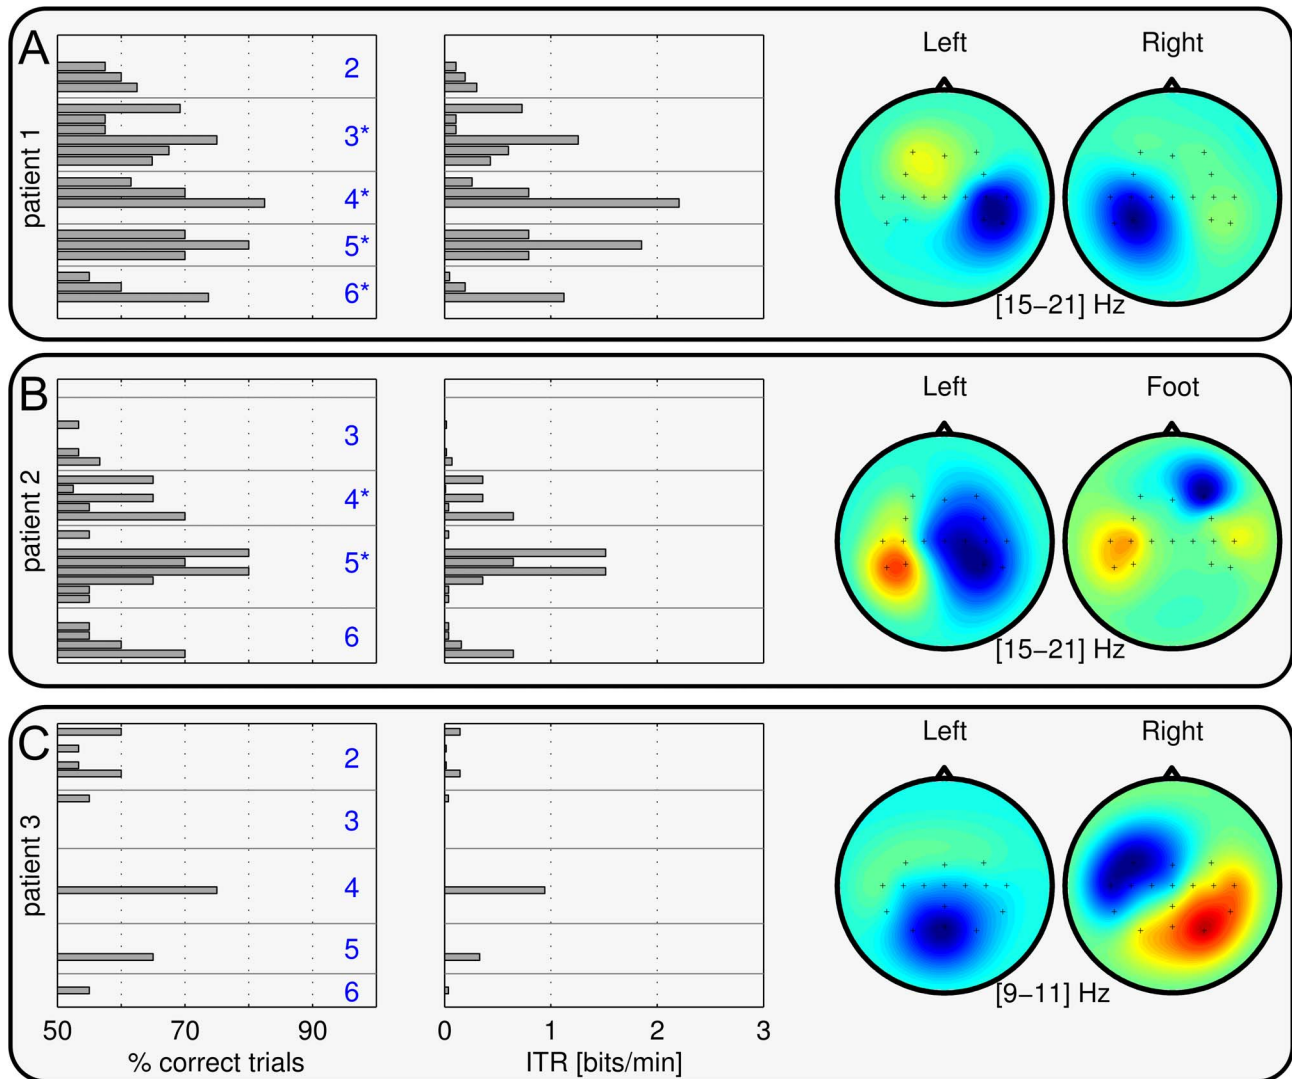 A
Left
Right
patient 1
2
3*
4*
5*
6*
[15−21] Hz
B
Left
Foot
patient 2
3
4*
5*
6
[15−21] Hz
C
Left
Right
patient 3
2
3
4
5
6
[9−11] Hz
50 70 90
0 1 2 3
% correct trials
ITR [bits/min]